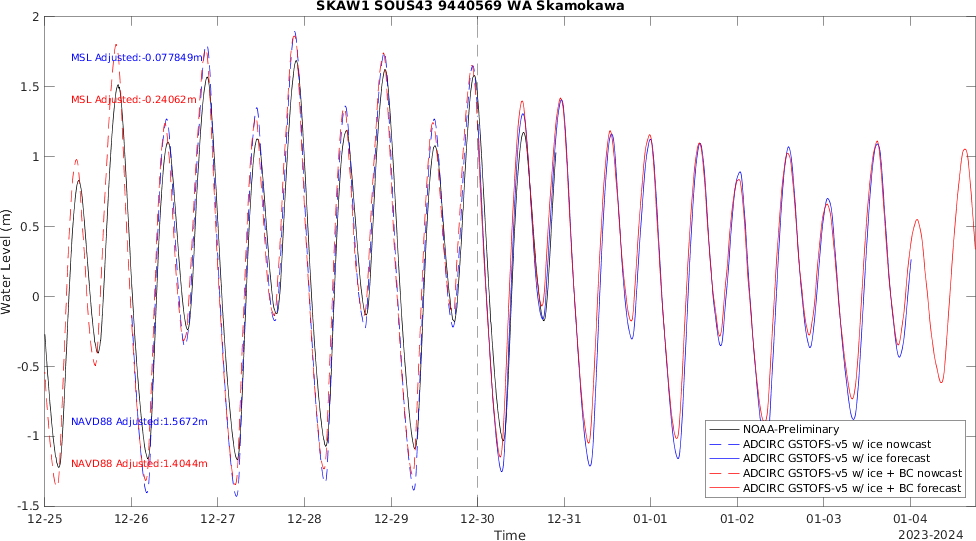 SKAW1 SOUS43 9440569 WA Skamokawa
2
1.5
1
0.5
0
-0.5
-1
-1.5
Water Level (m)
MSL Adjusted:-0.077849m
MSL Adjusted:-0.24062m
NAVD88 Adjusted:1.5672m
NAVD88 Adjusted:1.4044m
NOAA-Preliminary
ADCIRC GSTOFS-v5 w/ ice nowcast
ADCIRC GSTOFS-v5 w/ ice forecast
ADCIRC GSTOFS-v5 w/ ice + BC nowcast
ADCIRC GSTOFS-v5 w/ ice + BC forecast
12-25 12-26 12-27 12-28 12-29 12-30 12-31 01-01 01-02 01-03 01-04
Time
2023-2024